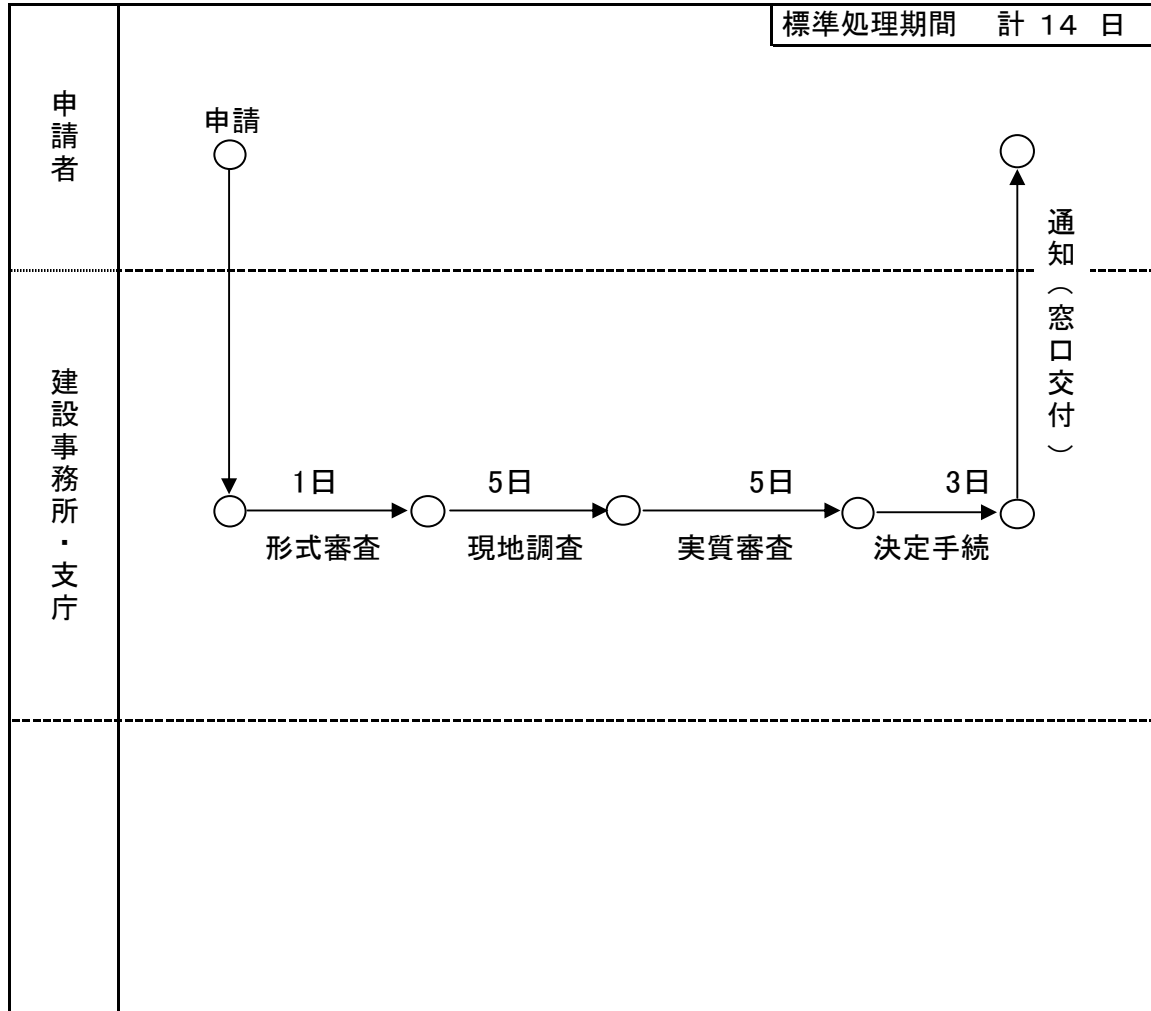 標準処理期間 計 14 日
申請者
申請
通知(窓口交付)
建設事務所・支庁
1日
5日
5日
3日
形式審査
現地調査
実質審査
決定手続